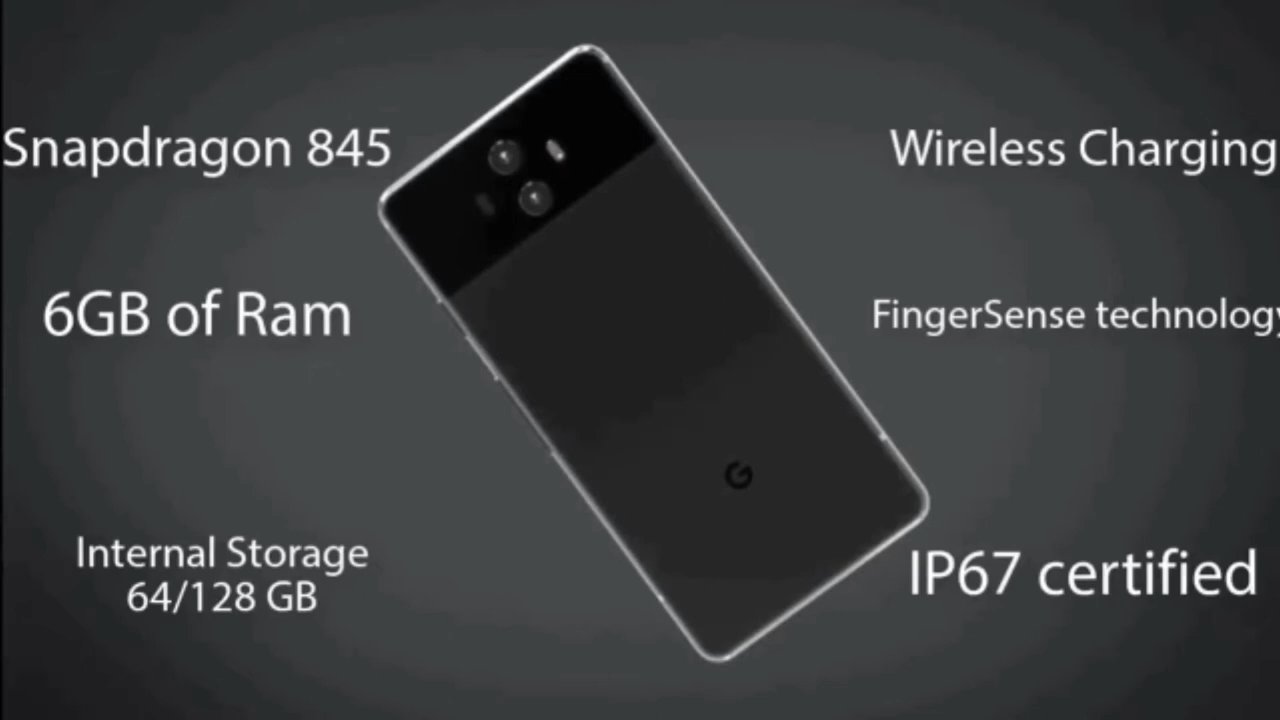 Snapdragon 845
Wireless Charging
6GB of Ram
FingerSense technology
G
Internal Storage
64/128 GB
IP67 certified